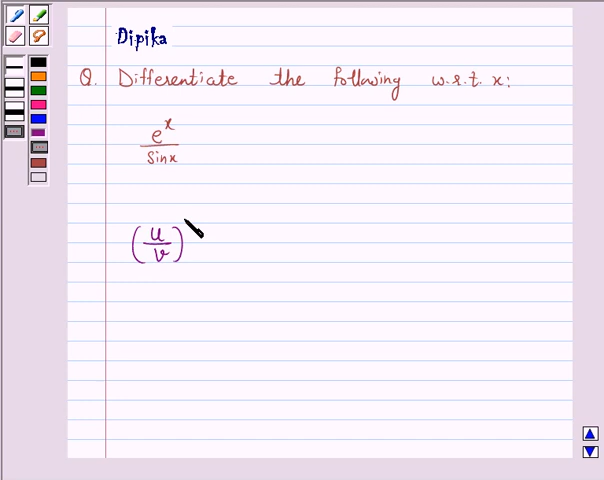 Dipika
Q. Differentiate the following w.r.t. x:
e^x
sinx
(u/v)